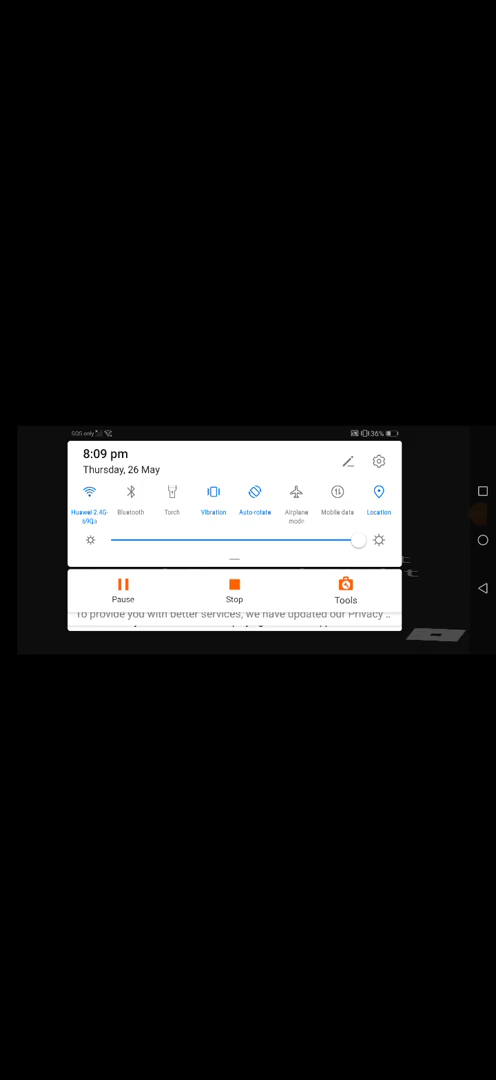 SOS only
36%
8:09 pm
Thursday, 26 May
Huawei-2.4G- Bluetooth Torch Vibration Auto-rotate Airplane Mobile data Location
b9Qa mode
Pause Stop Tools
To provide you with better services, we have updated our Privacy ..